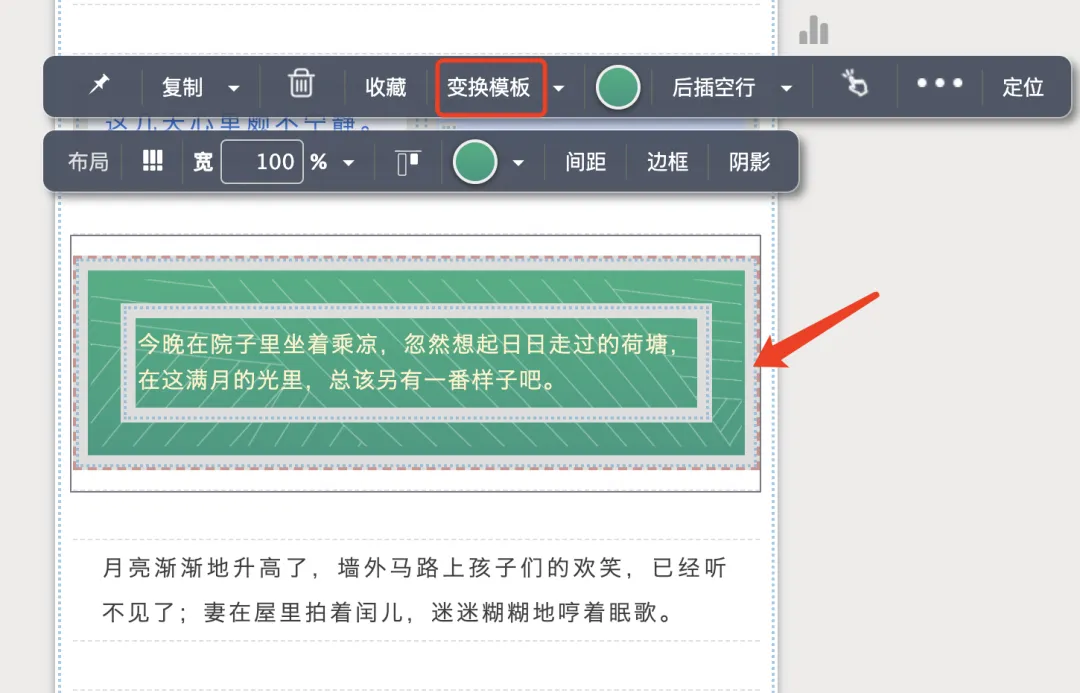 复制 收藏 变换模板 后插空行 ••• 定位
这几天心里颇不宁静。
布局 宽 100 % 间距 边框 阴影
今晚在院子里坐着乘凉，忽然想起日日走过的荷塘，
在这满月的光里，总该另有一番样子吧。
月亮渐渐地升高了，墙外马路上孩子们的欢笑，已经听
不见了；妻在屋里拍着闰儿，迷迷糊糊地哼着眠歌。